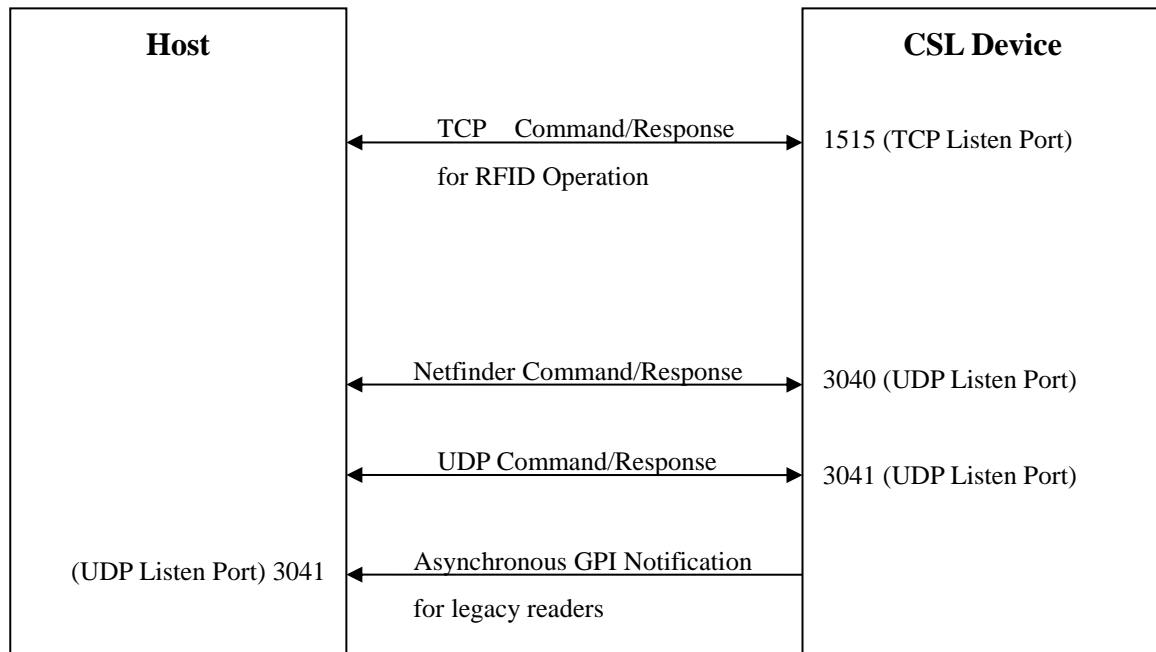 Host
CSL Device
TCP Command/Response
1515 (TCP Listen Port)
for RFID Operation
Netfinder Command/Response
3040 (UDP Listen Port)
UDP Command/Response
3041 (UDP Listen Port)
(UDP Listen Port) 3041
Asynchronous GPI Notification
for legacy readers